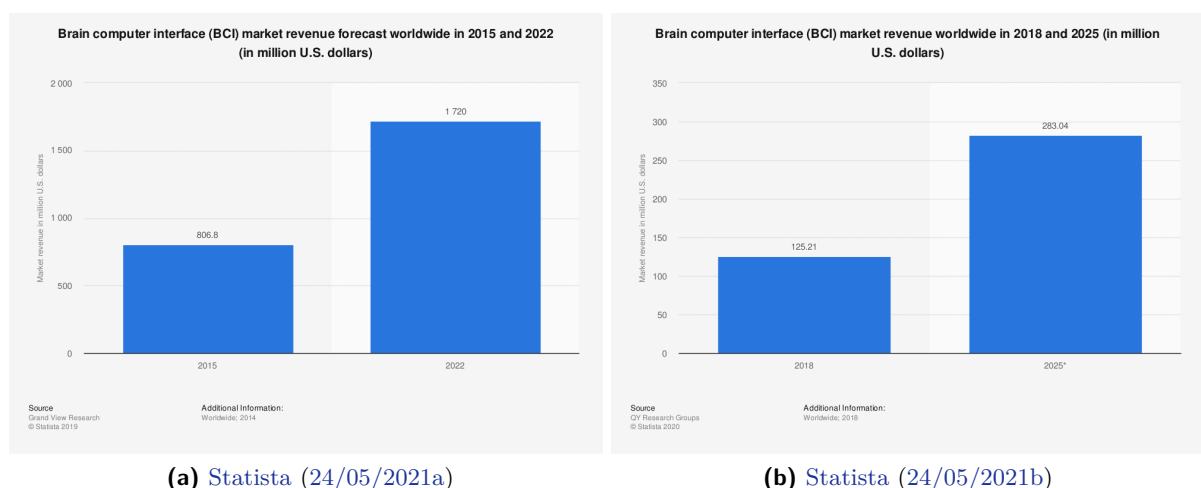 Brain computer interface (BCI) market revenue forecast worldwide in 2015 and 2022
(in million U.S. dollars)
Market revenue in million U.S. dollars
2 000
1 500
1 000
500
0
806.8
1 720
2015
2022
Source
Grand View Research
© Statista 2019
Additional Information:
Worldwide; 2014
(a) Statista (24/05/2021a)
Brain computer interface (BCI) market revenue worldwide in 2018 and 2025 (in million
U.S. dollars)
Market revenue in million U.S. dollars
350
300
250
200
150
100
50
0
125.21
283.04
2018
2025*
Source
QY Research Groups
© Statista 2020
Additional Information:
Worldwide; 2018
(b) Statista (24/05/2021b)